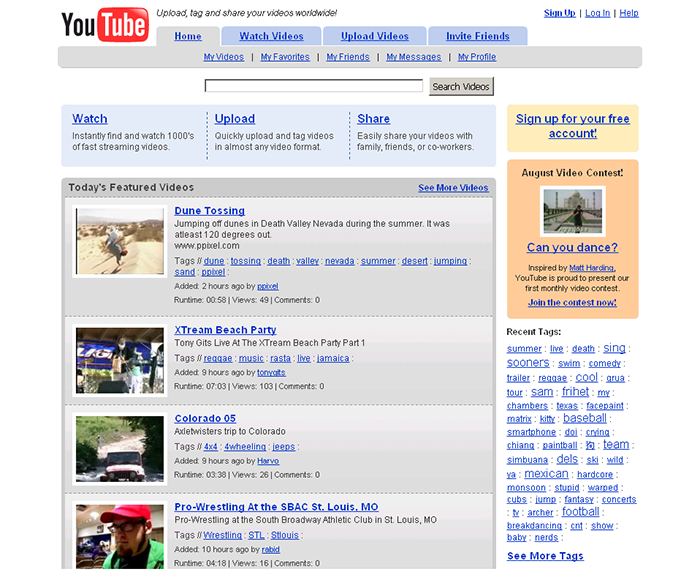 YouTube
Upload, tag and share your videos worldwide!
Sign Up | Log In | Help
Home
Watch Videos
Upload Videos
Invite Friends
My Videos | My Favorites | My Friends | My Messages | My Profile
Search Videos
Watch
Instantly find and watch 1000's
of fast streaming videos.
Upload
Quickly upload and tag videos
in almost any video format.
Share
Easily share your videos with
family, friends, or co-workers.
Sign up for your free
account!
Today's Featured Videos
See More Videos
Dune Tossing
Jumping off dunes in Death Valley Nevada during the summer. It was
atleast 120 degrees out.
www.ppixel.com
Tags // dune : tossing : death : valley : nevada : summer : desert : jumping :
sand : ppixel :
Added: 2 hours ago by ppixel
Runtime: 00:58 | Views: 49 | Comments: 0
XTream Beach Party
Tony Gits Live At The XTream Beach Party Part 1
Tags // reggae : music : rasta : live : jamaica :
Added: 9 hours ago by tonygits
Runtime: 07:03 | Views: 103 | Comments: 0
Colorado 05
Axletwisters trip to Colorado
Tags // 4x4 : 4wheeling : jeeps :
Added: 9 hours ago by Harvo
Runtime: 03:38 | Views: 26 | Comments: 0
Pro-Wrestling At the SBAC St. Louis, MO
Pro-Wrestling at the South Broadway Athletic Club in St. Louis, MO
Tags // Wrestling : STL : Stlouis :
Added: 10 hours ago by rabid
Runtime: 04:18 | Views: 16 | Comments: 0
August Video Contest!
Can you dance?
Inspired by Matt Harding,
YouTube is proud to present our
first monthly video contest.
Join the contest now!
Recent Tags:
summer : live : death : sing :
sooners : swim : comedy :
trailer : reggae : cool : grua :
tour : sam : frihet : my :
chambers : texas : facepaint :
matrix : kitty : baseball :
smartphone : doi : crying :
chiang : paintball : 狗 : team :
simbuana : dels : ski : wild :
ya : mexican : hardcore :
monsoon : stupid : warped :
cubs : jump : fantasy : concerts
: tv : archer : football :
breakdancing : cnt : show :
baby : nerds :
See More Tags